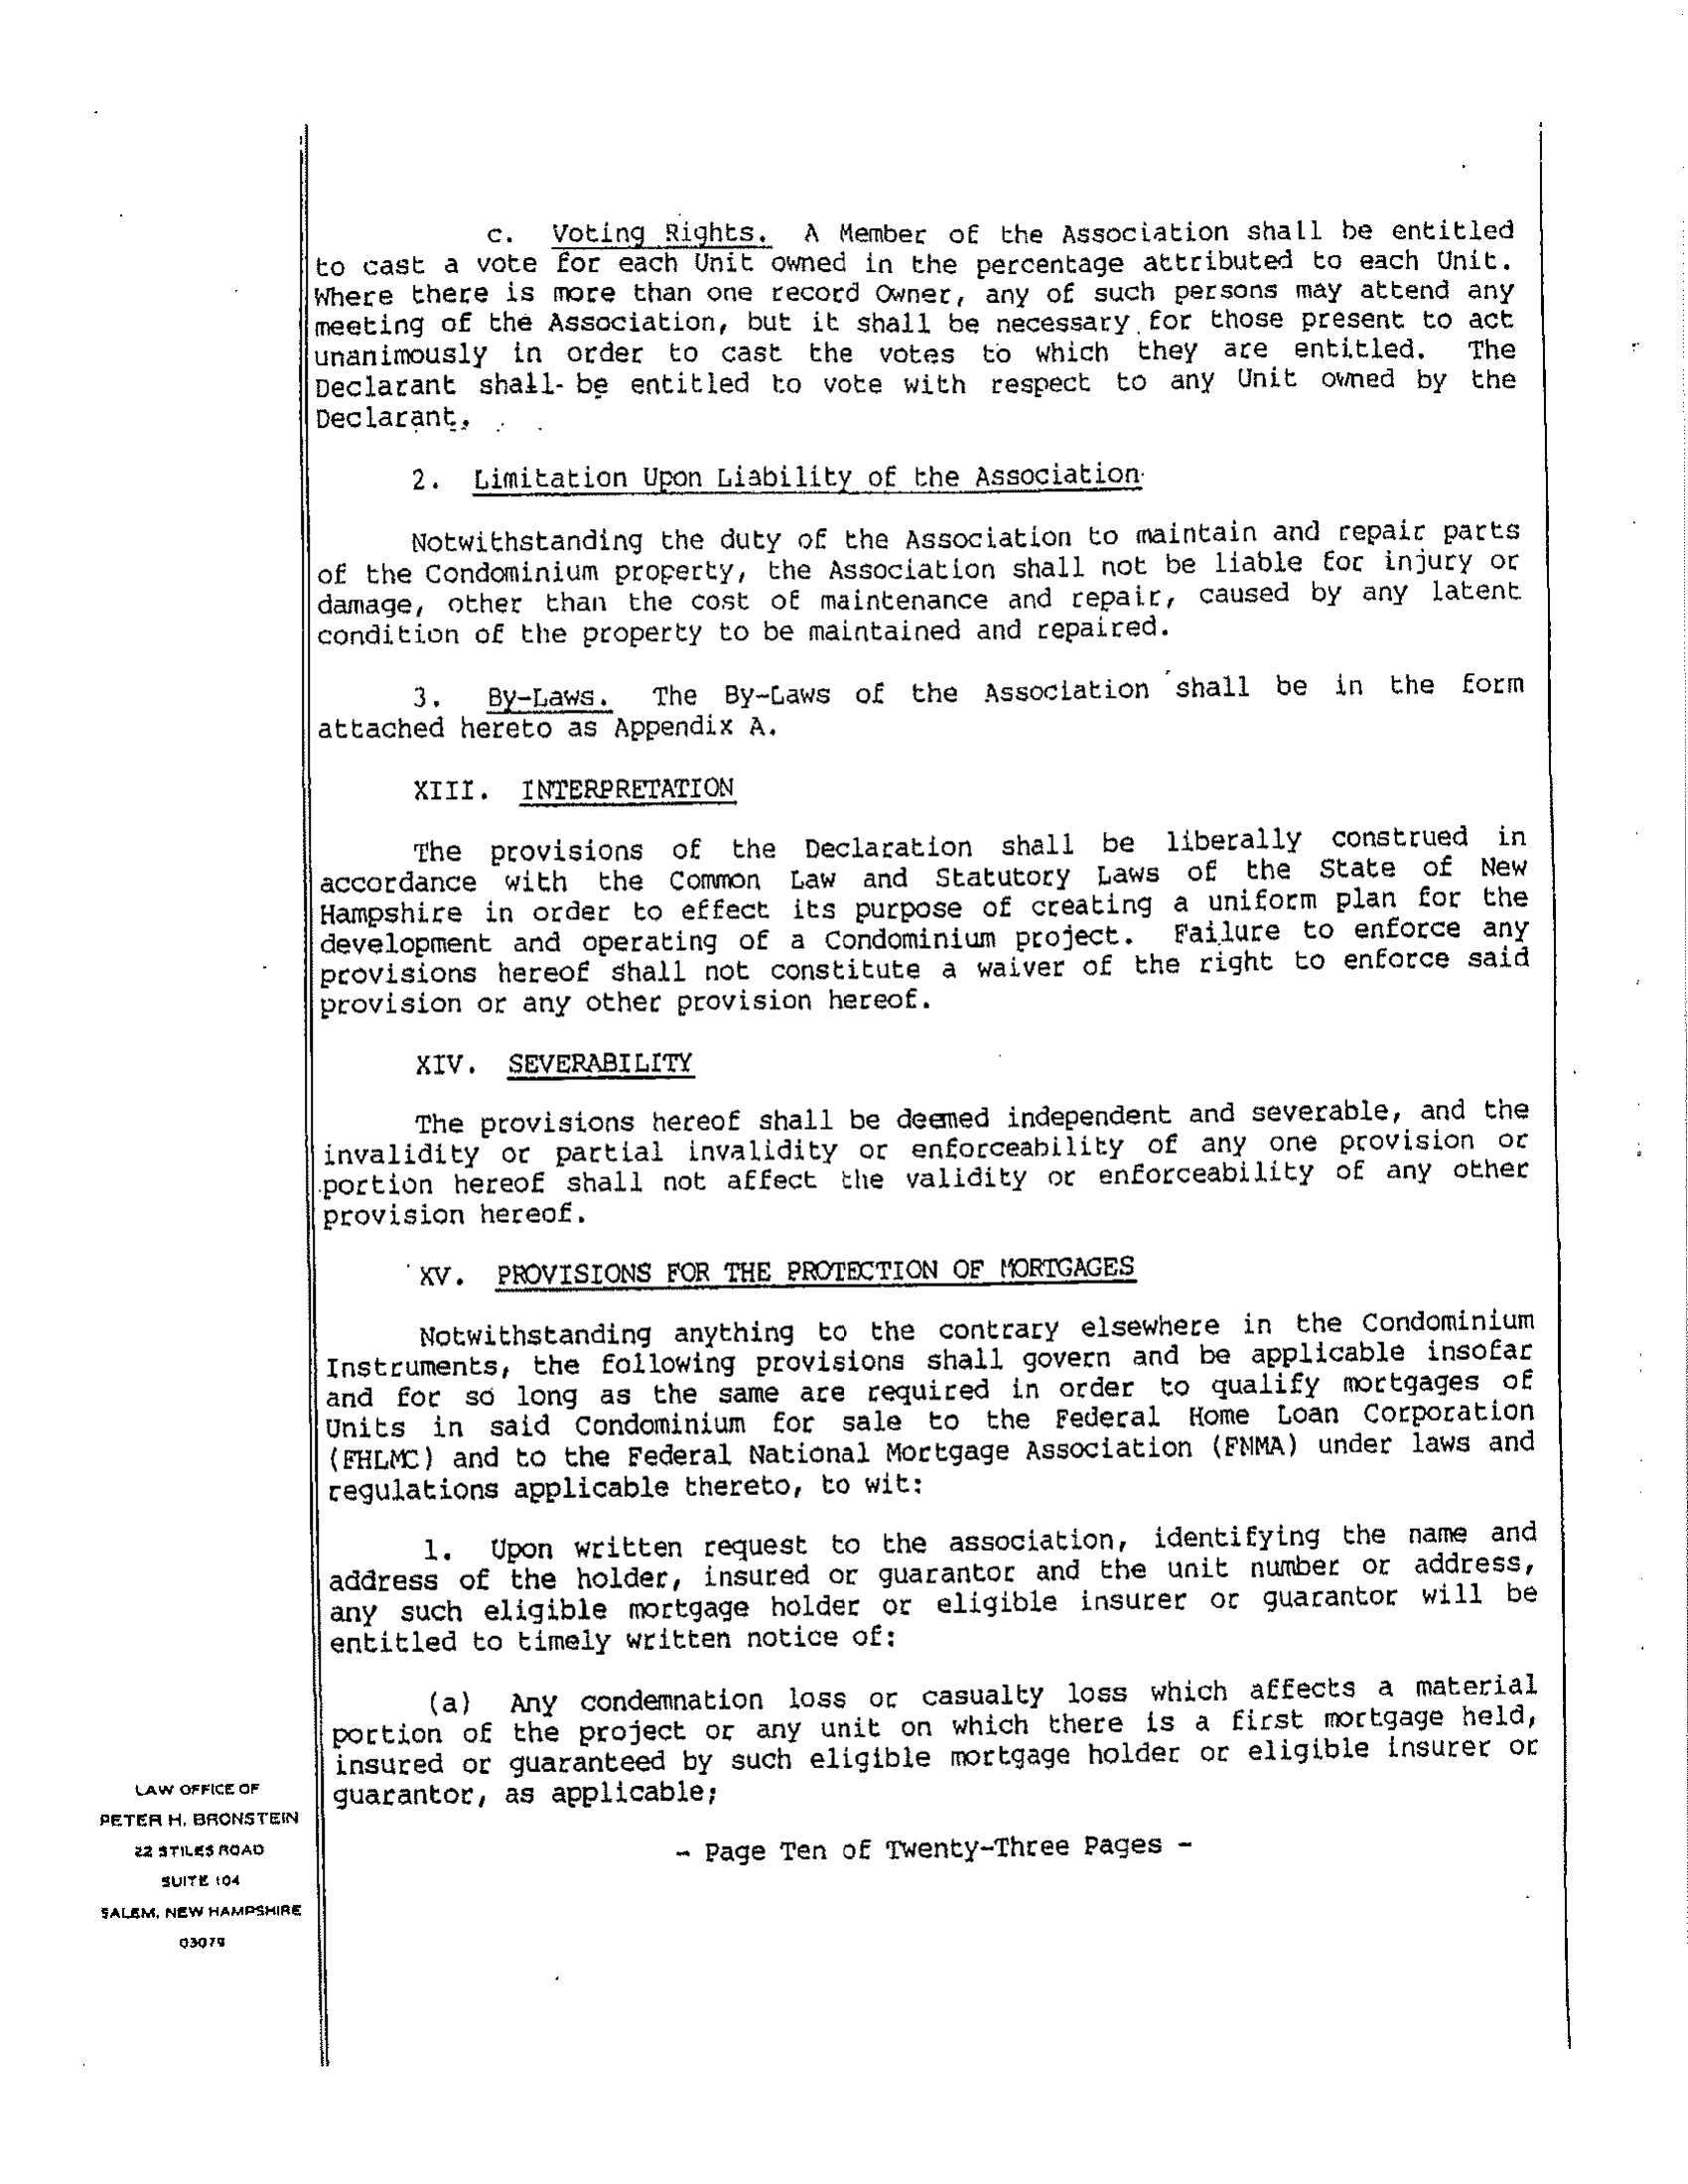 c. Voting Rights. A Member of the Association shall be entitled
to cast a vote for each Unit owned in the percentage attributed to each Unit.
Where there is more than one record Owner, any of such persons may attend any
meeting of the Association, but it shall be necessary for those present to act
unanimously in order to cast the votes to which they are entitled. The
Declarant shall be entitled to vote with respect to any Unit owned by the
Declarant.
2. Limitation Upon Liability of the Association
Notwithstanding the duty of the Association to maintain and repair parts
of the Condominium property, the Association shall not be liable for injury or
damage, other than the cost of maintenance and repair, caused by any latent
condition of the property to be maintained and repaired.
3. By-Laws. The By-Laws of the Association shall be in the form
attached hereto as Appendix A.
XIII. INTERPRETATION
The provisions of the Declaration shall be liberally construed in
accordance with the Common Law and Statutory Laws of the State of New
Hampshire in order to effect its purpose of creating a uniform plan for the
development and operating of a Condominium project. Failure to enforce any
provisions hereof shall not constitute a waiver of the right to enforce said
provision or any other provision hereof.
XIV. SEVERABILITY
The provisions hereof shall be deemed independent and severable, and the
invalidity or partial invalidity or enforceability of any one provision or
portion hereof shall not affect the validity or enforceability of any other
provision hereof.
XV. PROVISIONS FOR THE PROTECTION OF MORTGAGES
Notwithstanding anything to the contrary elsewhere in the Condominium
Instruments, the following provisions shall govern and be applicable insofar
and for so long as the same are required in order to qualify mortgages of
Units in said Condominium for sale to the Federal Home Loan Corporation
(FHLMC) and to the Federal National Mortgage Association (FNMA) under laws and
regulations applicable thereto, to wit:
1. Upon written request to the association, identifying the name and
address of the holder, insured or guarantor and the unit number or address,
any such eligible mortgage holder or eligible insurer or guarantor will be
entitled to timely written notice of:
(a) Any condemnation loss or casualty loss which affects a material
portion of the project or any unit on which there is a first mortgage held,
insured or guaranteed by such eligible mortgage holder or eligible insurer or
guarantor, as applicable;
- Page Ten of Twenty-Three Pages -
LAW OFFICE OF
PETER H. BRONSTEIN
22 STILES ROAD
SUITE 104
SALEM, NEW HAMPSHIRE
03079